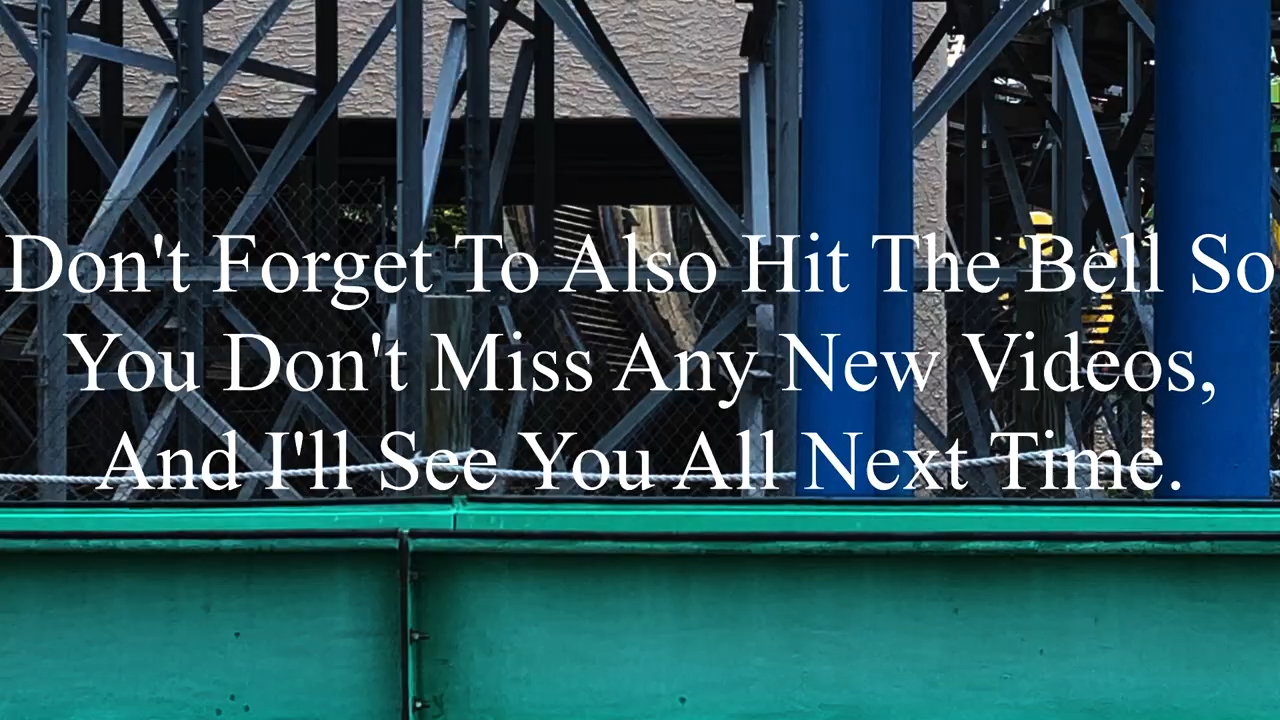 Don't Forget To Also Hit The Bell So
You Don't Miss Any New Videos,
And I'll See You All Next Time.